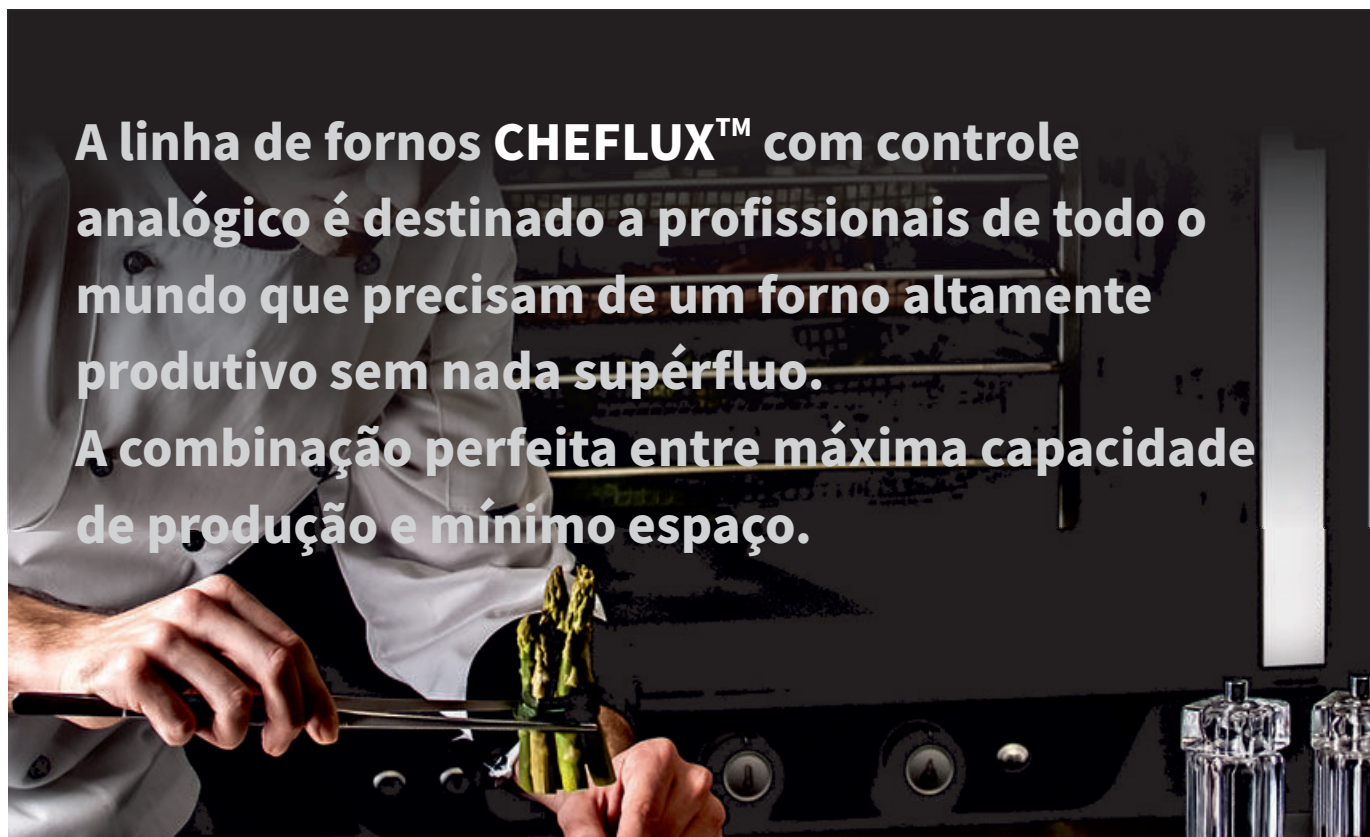 A linha de fornos CHEFLUX™ com controle
analógico é destinado a profissionais de todo o
mundo que precisam de um forno altamente
produtivo sem nada supérfluo.
A combinação perfeita entre máxima capacidade
de produção e mínimo espaço.